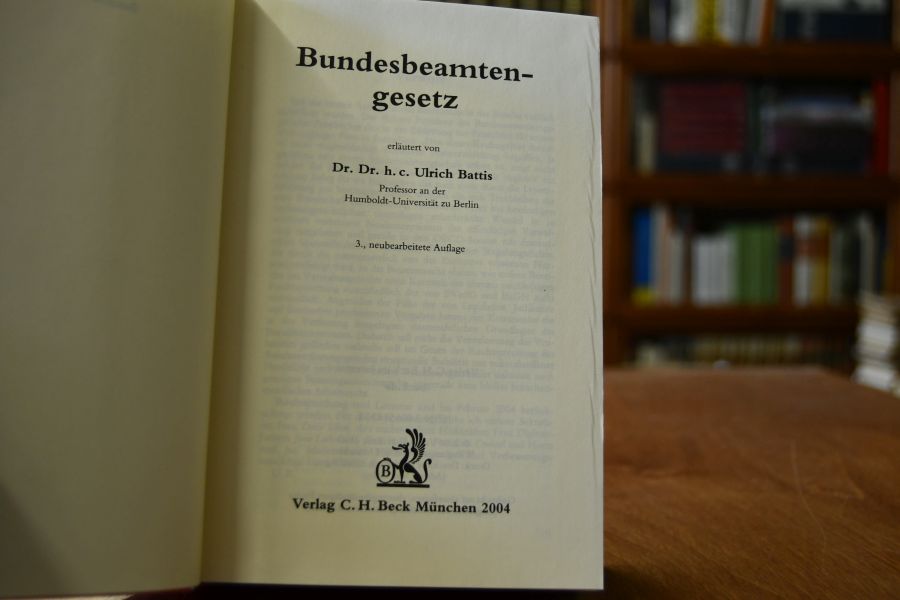 Bundesbeamten-
gesetz
erläutert von
Dr. Dr. h. c. Ulrich Battis
Professor an der
Humboldt-Universität zu Berlin
3., neubearbeitete Auflage
B
Verlag C. H. Beck München 2004